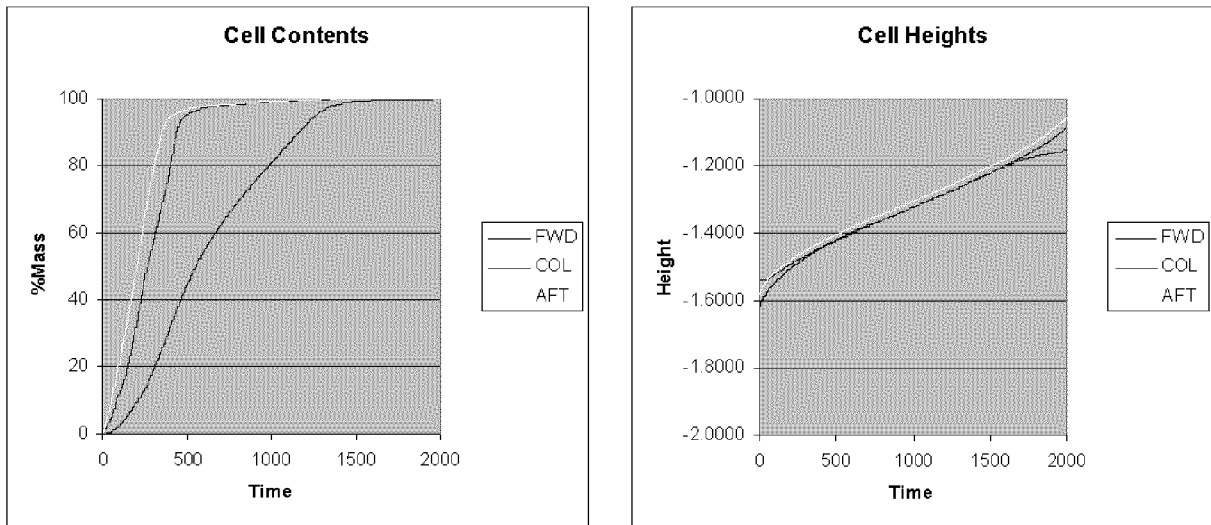 Cell Contents
100
80
60
40
20
0
%Mass
0 500 1000 1500 2000
Time
FWD
COL
AFT
Cell Heights
-1.0000
-1.2000
-1.4000
-1.6000
-1.8000
-2.0000
Height
0 500 1000 1500 2000
Time
FWD
COL
AFT